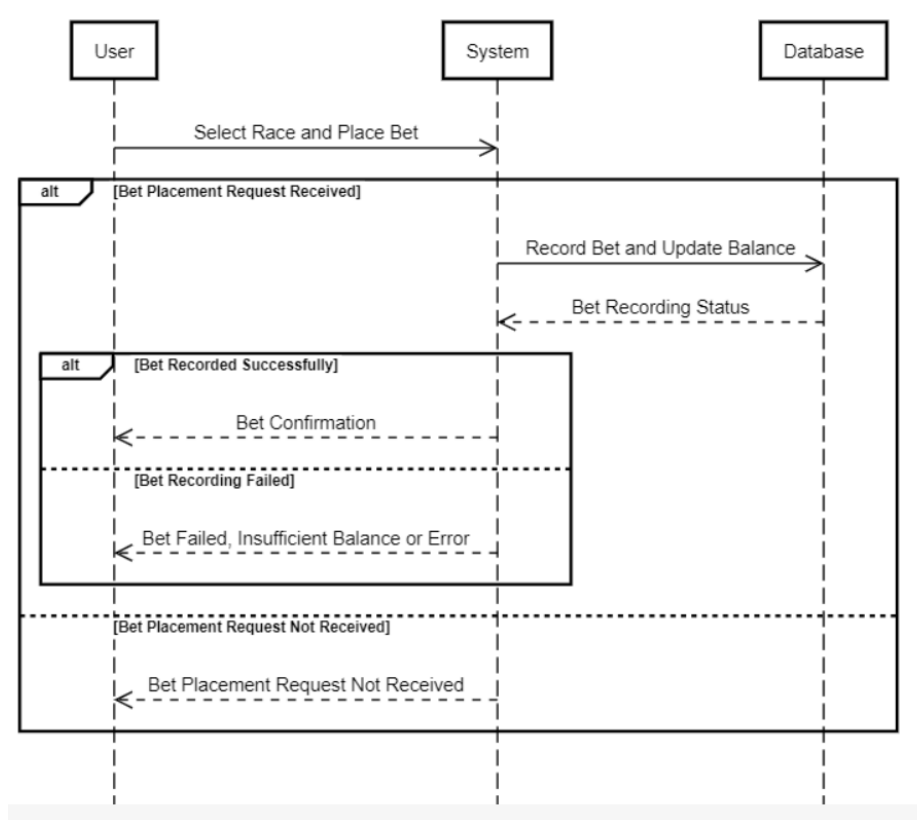 User
System
Database
Select Race and Place Bet
alt
[Bet Placement Request Received]
Record Bet and Update Balance
Bet Recording Status
alt
[Bet Recorded Successfully]
Bet Confirmation
[Bet Recording Failed]
Bet Failed, Insufficient Balance or Error
[Bet Placement Request Not Received]
Bet Placement Request Not Received